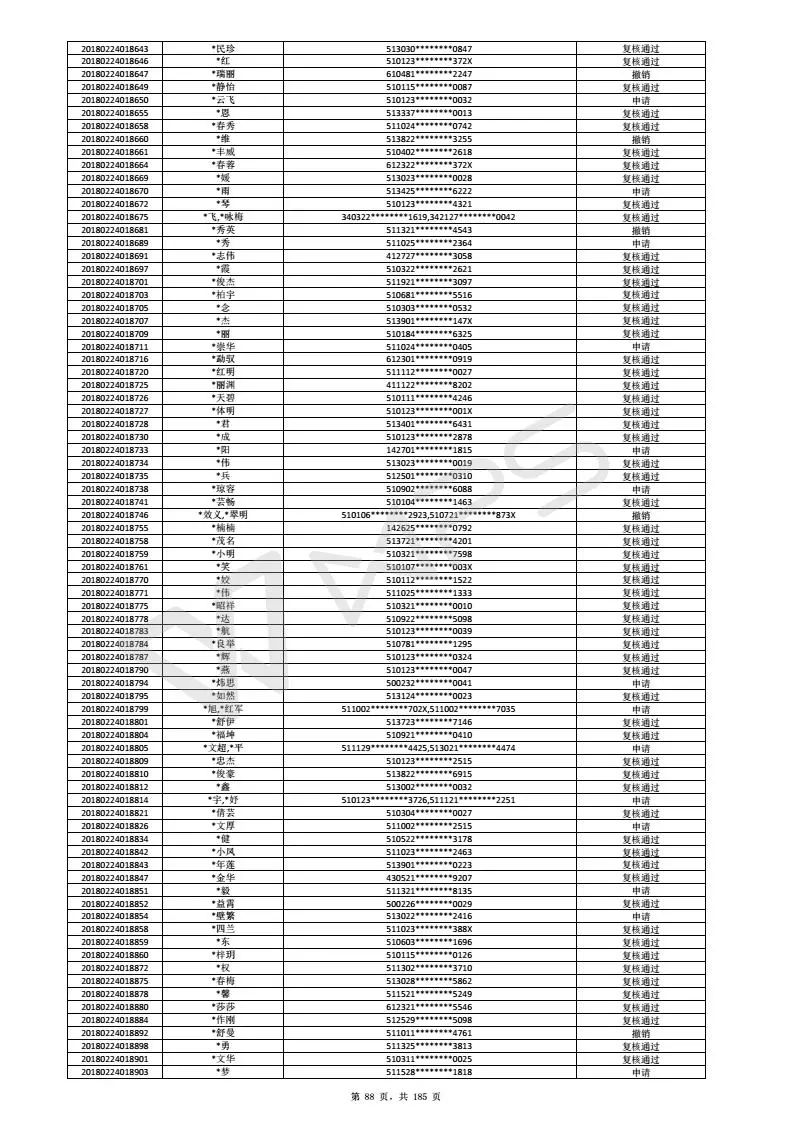 20180224018643 *民珍 513030********0847 复核通过
20180224018646 *红 510123********372X 复核通过
20180224018647 *瑞丽 610481********2247 撤销
20180224018649 *静怡 510115********0087 复核通过
20180224018650 *云飞 510123********0032 申请
20180224018655 *恩 513337********0013 复核通过
20180224018658 *春秀 511024********0742 复核通过
20180224018660 *维 513822********3255 撤销
20180224018661 *丰威 510402********2618 复核通过
20180224018664 *春蓉 612322********372X 复核通过
20180224018669 *媛 513023********0028 复核通过
20180224018670 *雨 513425********6222 申请
20180224018672 *琴 510123********4321 复核通过
20180224018675 *飞,*咏梅 340322********1619,342127********0042 复核通过
20180224018681 *秀英 511321********4543 撤销
20180224018689 *秀 511025********2364 申请
20180224018691 *志伟 412727********3058 复核通过
20180224018697 *霞 510322********2621 复核通过
20180224018701 *俊杰 511921********3097 复核通过
20180224018703 *柏宇 510681********5516 复核通过
20180224018705 *念 510303********0532 复核通过
20180224018707 *杰 513901********147X 复核通过
20180224018709 *丽 510184********6325 复核通过
20180224018711 *崇华 511024********0405 申请
20180224018716 *勐驭 612301********0919 复核通过
20180224018720 *红明 511112********0027 复核通过
20180224018725 *丽渊 411122********8202 复核通过
20180224018726 *天碧 510111********4246 复核通过
20180224018727 *体明 510123********001X 复核通过
20180224018728 *君 513401********6431 复核通过
20180224018730 *成 510123********2878 复核通过
20180224018733 *阳 142701********1815 申请
20180224018734 *伟 513023********0019 复核通过
20180224018735 *兵 512501********0310 复核通过
20180224018738 *琼容 510902********6088 申请
20180224018741 *芸畅 510104********1463 复核通过
20180224018746 *效义,*翠明 510106********2923,510721********873X 撤销
20180224018755 *楠楠 142625********0792 复核通过
20180224018758 *茂名 513721********4201 复核通过
20180224018759 *小明 510321********7598 复核通过
20180224018761 *笑 510107********003X 复核通过
20180224018770 *姣 510112********1522 复核通过
20180224018771 *伟 511025********1333 复核通过
20180224018775 *昭祥 510321********0010 复核通过
20180224018778 *达 510922********5098 复核通过
20180224018783 *航 510123********0039 复核通过
20180224018784 *良举 510781********1295 复核通过
20180224018787 *辉 510123********0324 复核通过
20180224018790 *燕 510123********0047 复核通过
20180224018794 *炜思 500232********0041 申请
20180224018795 *如然 513124********0023 复核通过
20180224018799 *旭,*红军 511002********702X,511002********7035 申请
20180224018801 *舒伊 513723********7146 复核通过
20180224018804 *福坤 510921********0410 复核通过
20180224018805 *文超,*平 511129********4425,513021********4474 申请
20180224018809 *忠杰 510123********2515 复核通过
20180224018810 *俊豪 513822********6915 复核通过
20180224018812 *鑫 513002********0032 复核通过
20180224018814 *宇,*妤 510123********3726,511121********2251 申请
20180224018821 *倩芸 510304********0027 复核通过
20180224018826 *文厚 511002********2515 申请
20180224018834 *健 510522********3178 复核通过
20180224018842 *小凤 511023********2463 复核通过
20180224018843 *年莲 513901********0223 复核通过
20180224018847 *金华 430521********9207 复核通过
20180224018851 *毅 511321********8135 申请
20180224018852 *益霄 500226********0029 复核通过
20180224018854 *壁繁 513022********2416 申请
20180224018858 *四兰 511023********388X 复核通过
20180224018859 *东 510603********1696 复核通过
20180224018860 *梓玥 510115********0126 复核通过
20180224018872 *权 511302********3710 复核通过
20180224018875 *春梅 513028********5862 复核通过
20180224018878 *馨 511521********5249 复核通过
20180224018880 *莎莎 612321********5546 复核通过
20180224018884 *作刚 512529********5098 复核通过
20180224018892 *舒曼 511011********4761 撤销
20180224018898 *勇 511325********3813 复核通过
20180224018901 *文华 510311********0025 复核通过
20180224018903 *梦 511528********1818 申请
第 88 页，共 185 页